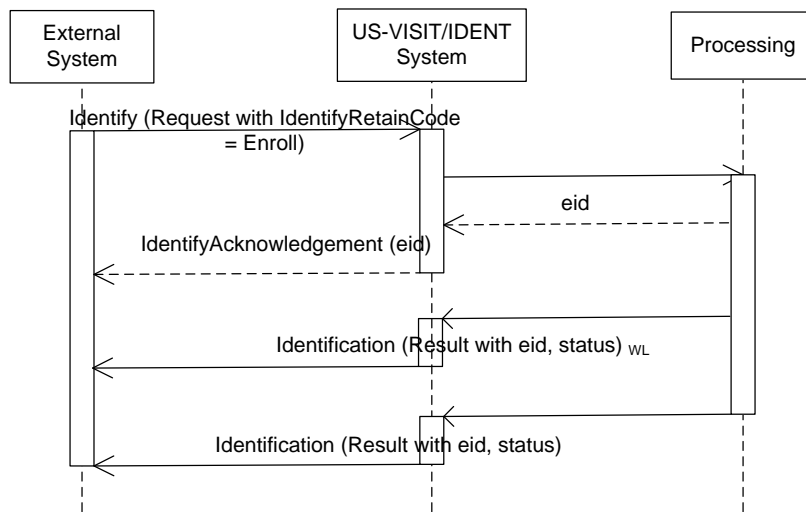 External
System
US-VISIT/IDENT
System
Processing
Identify (Request with IdentifyRetainCode
= Enroll)
eid
IdentifyAcknowledgement (eid)
Identification (Result with eid, status) WL
Identification (Result with eid, status)